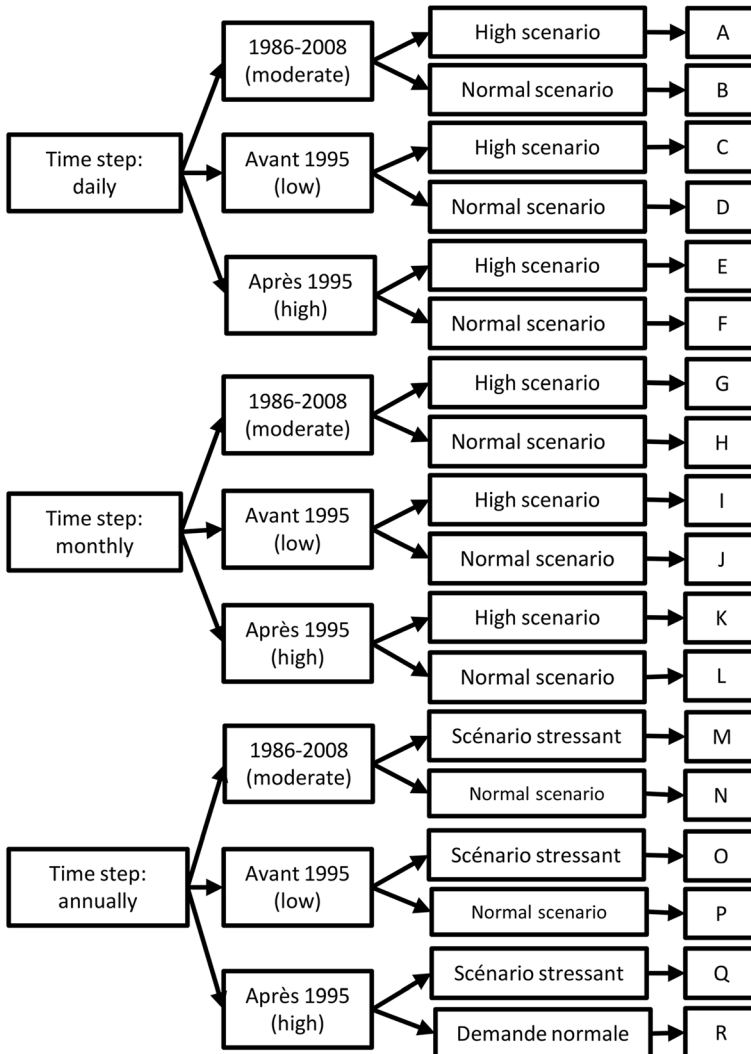 Time step:
daily
1986-2008
(moderate)
High scenario
A
Normal scenario
B
Avant 1995
(low)
High scenario
C
Normal scenario
D
Après 1995
(high)
High scenario
E
Normal scenario
F
Time step:
monthly
1986-2008
(moderate)
High scenario
G
Normal scenario
H
Avant 1995
(low)
High scenario
I
Normal scenario
J
Après 1995
(high)
High scenario
K
Normal scenario
L
Time step:
annually
1986-2008
(moderate)
Scénario stressant
M
Normal scenario
N
Avant 1995
(low)
Scénario stressant
O
Normal scenario
P
Après 1995
(high)
Scénario stressant
Q
Demande normale
R